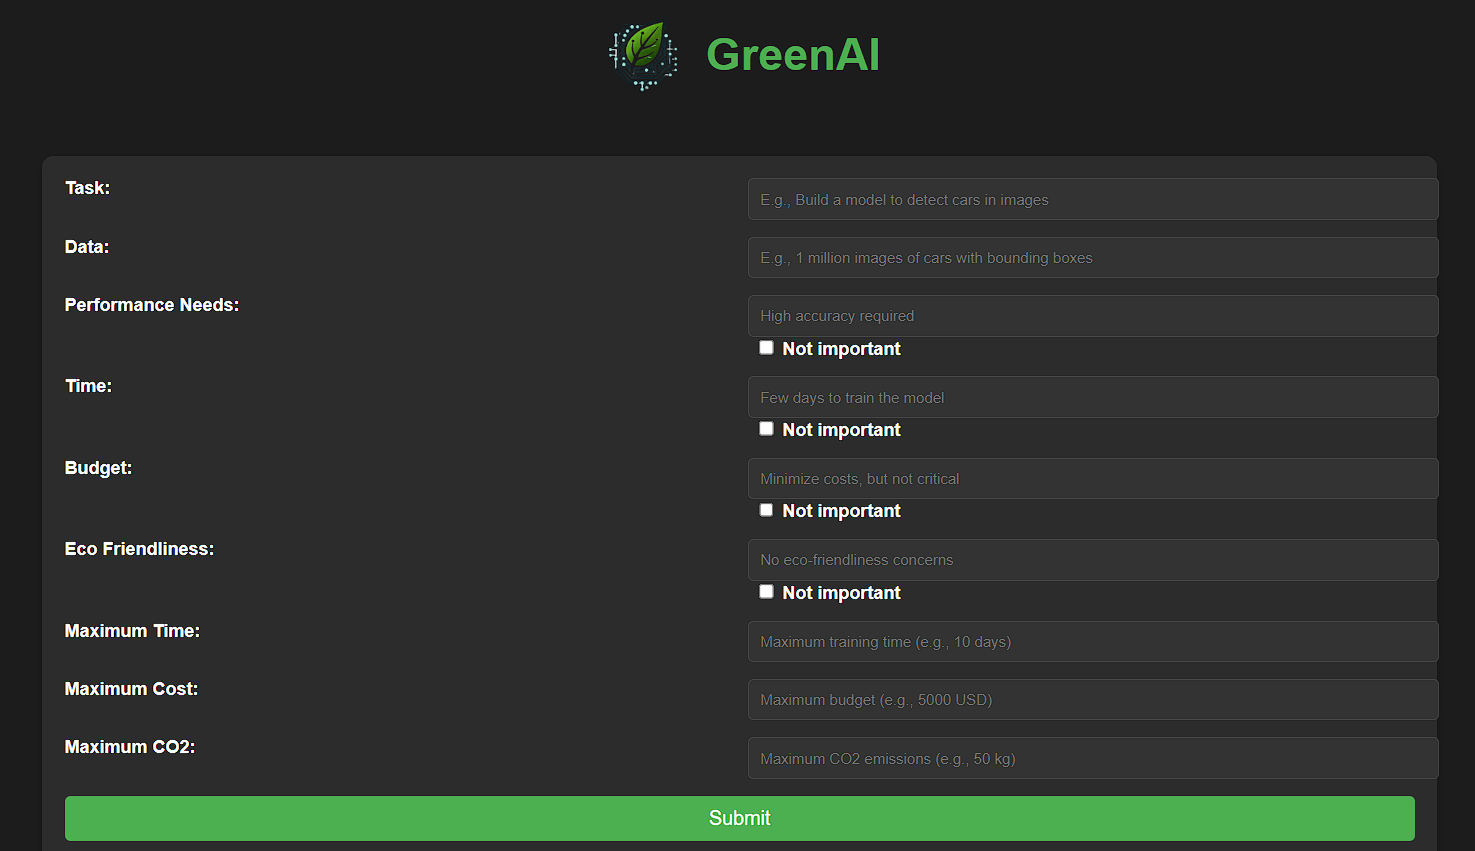 GreenAI
Task:
E.g., Build a model to detect cars in images
Data:
E.g., 1 million images of cars with bounding boxes
Performance Needs:
High accuracy required
Not important
Time:
Few days to train the model
Not important
Budget:
Minimize costs, but not critical
Not important
Eco Friendliness:
No eco-friendliness concerns
Not important
Maximum Time:
Maximum training time (e.g., 10 days)
Maximum Cost:
Maximum budget (e.g., 5000 USD)
Maximum CO2:
Maximum CO2 emissions (e.g., 50 kg)
Submit